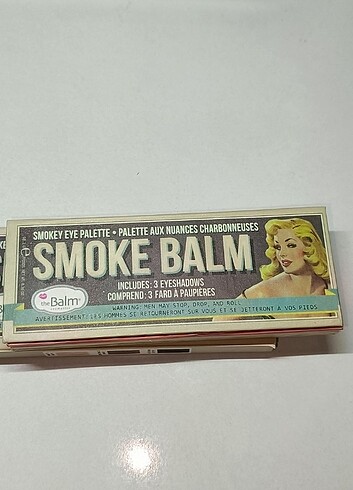 SMOKEY EYE PALETTE • PALETTE AUX NUANCES CHARBONNEUSES
SMOKE BALM
INCLUDES: 3 EYESHADOWS
COMPREND: 3 FARD À PAUPIÈRES
the Balm
WARNING: MEN MAY STOP, DROP, AND ROLL
AVERTISSEMENT: LES HOMMES SE RETOURNERONT SUR VOUS ET SE JETTERONT A VOS PIEDS